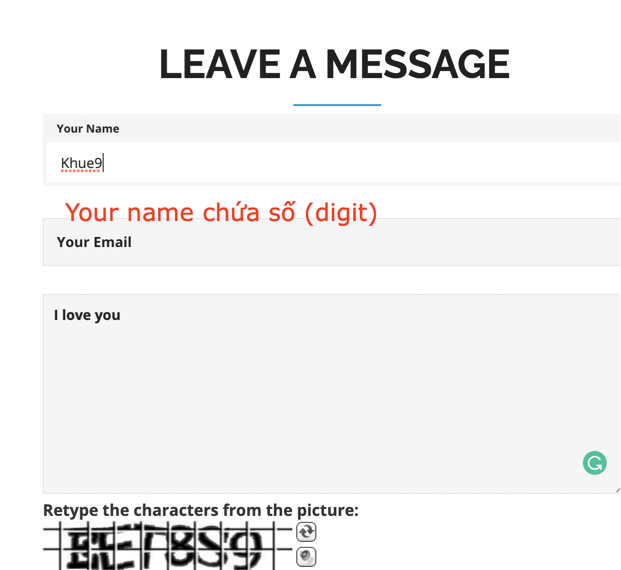 LEAVE A MESSAGE
Your Name
Khue9
Your name chứa số (digit)
Your Email
I love you
Retype the characters from the picture: